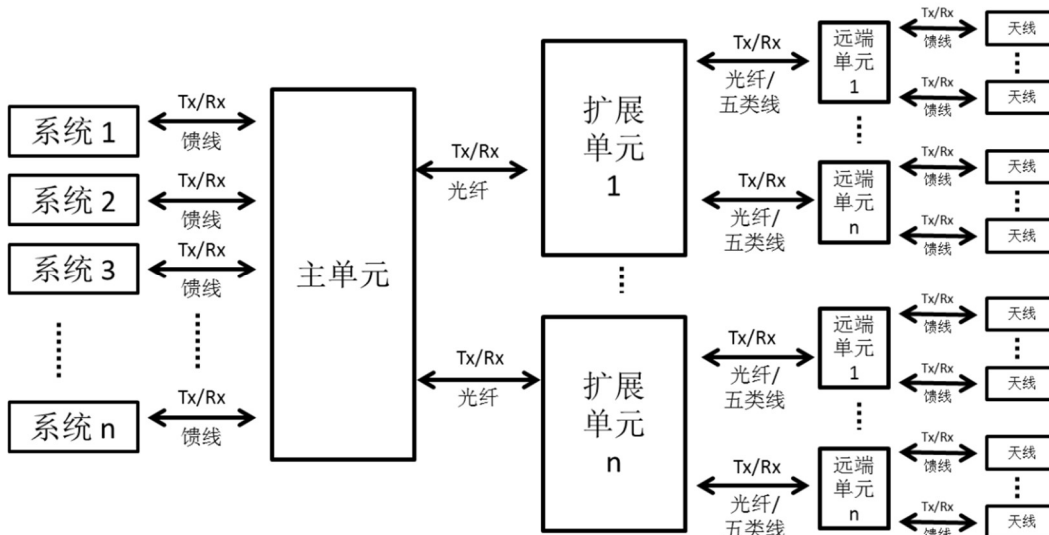 系统 1
Tx/Rx
馈线
系统 2
Tx/Rx
馈线
系统 3
Tx/Rx
馈线
系统 n
Tx/Rx
馈线
主单元
Tx/Rx
光纤
Tx/Rx
光纤
扩展
单元
1
扩展
单元
n
Tx/Rx
光纤/
五类线
Tx/Rx
光纤/
五类线
Tx/Rx
光纤/
五类线
Tx/Rx
光纤/
五类线
远端
单元
1
远端
单元
n
远端
单元
1
远端
单元
n
Tx/Rx
馈线
天线
Tx/Rx
馈线
天线
Tx/Rx
馈线
天线
Tx/Rx
馈线
天线
Tx/Rx
馈线
天线
Tx/Rx
馈线
天线
Tx/Rx
馈线
天线
Tx/Rx
馈线
天线